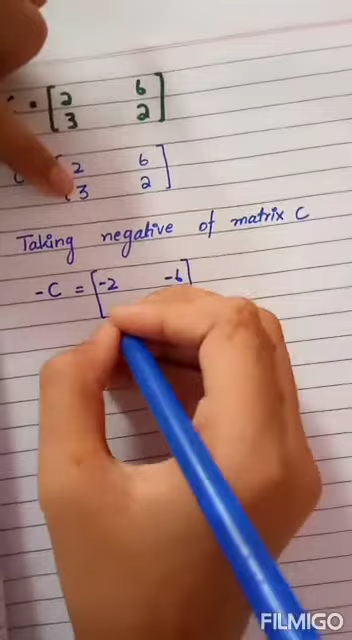 = [ 2 6
3 2 ]
C [ 2 6
3 2 ]
Taking negative of matrix C
-C = [ -2 -6 ]
FILMIGO